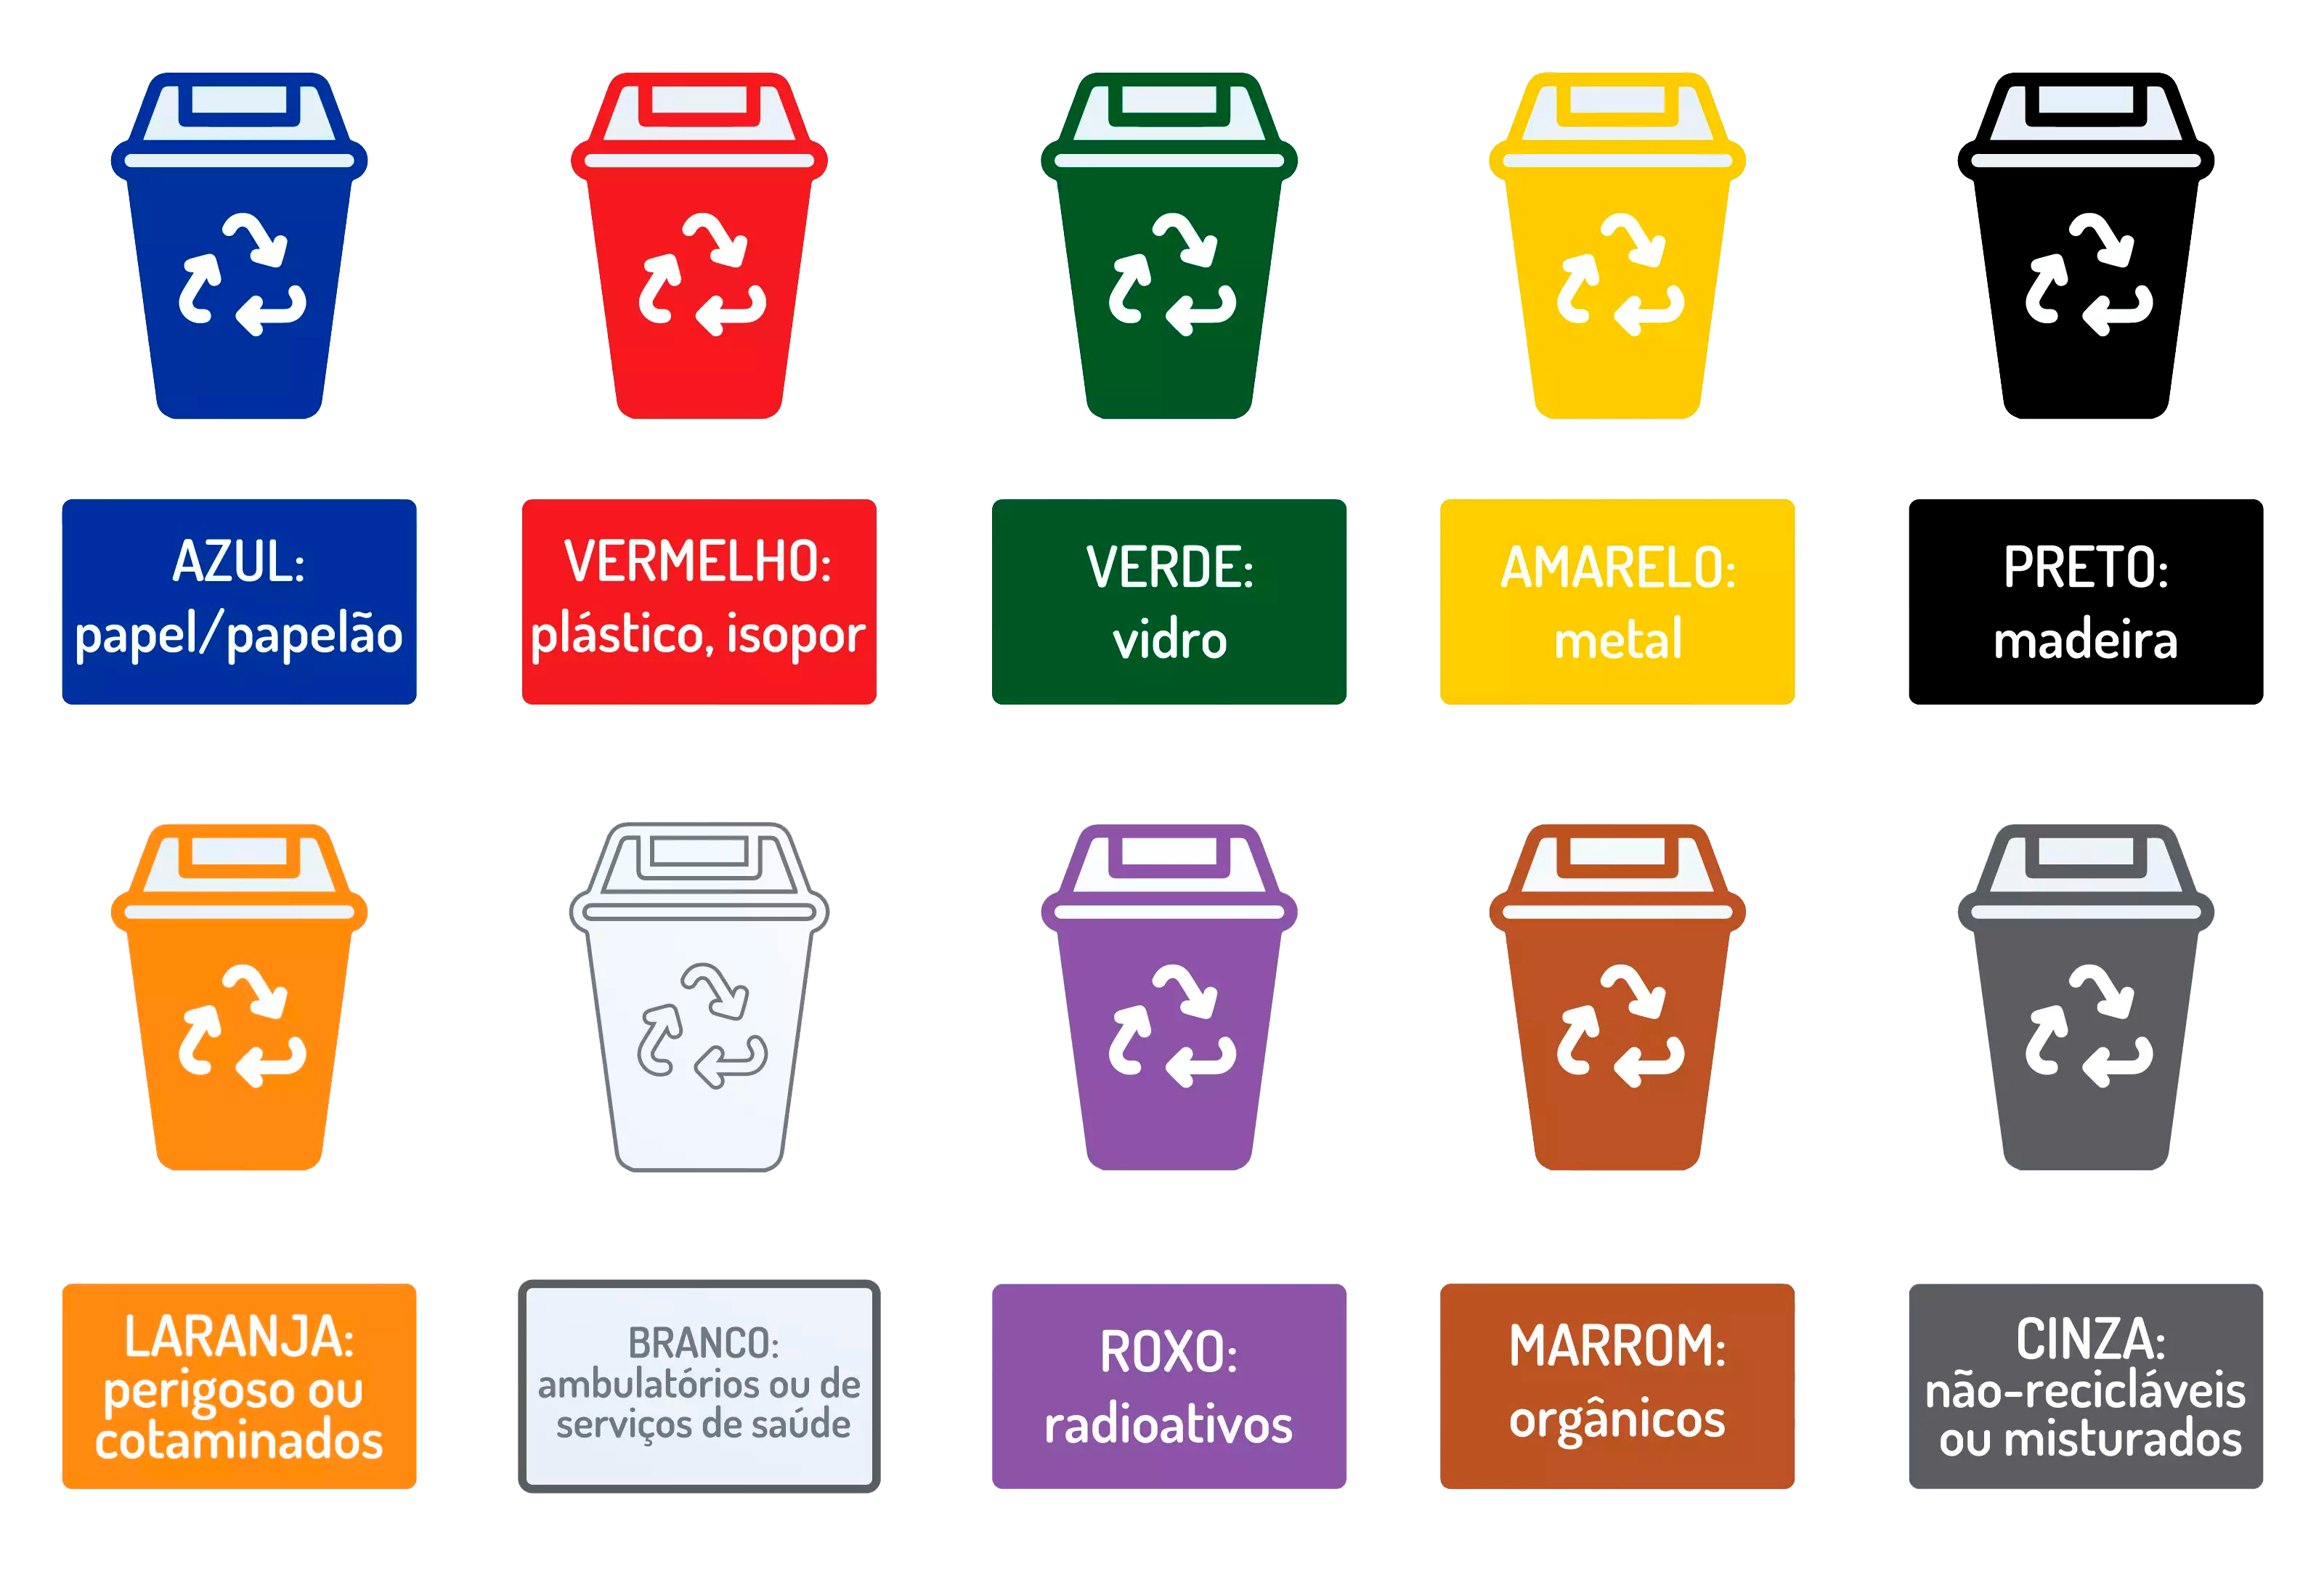 AZUL:
papel/papelão
VERMELHO:
plástico, isopor
VERDE:
vidro
AMARELO:
metal
PRETO:
madeira
LARANJA:
perigoso ou
cotaminados
BRANCO:
ambulatórios ou de
serviços de saúde
ROXO:
radioativos
MARROM:
orgânicos
CINZA:
não-recicláveis
ou misturados